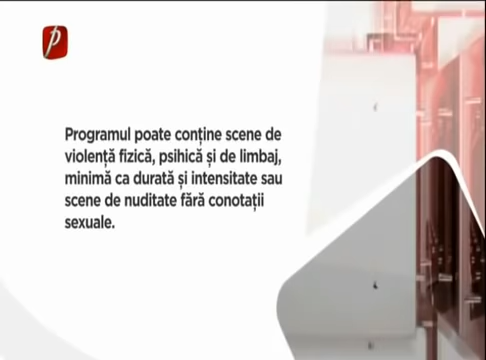 p
Programul poate conține scene de
violență fizică, psihică și de limbaj,
minimă ca durată și intensitate sau
scene de nuditate fără conotații
sexuale.